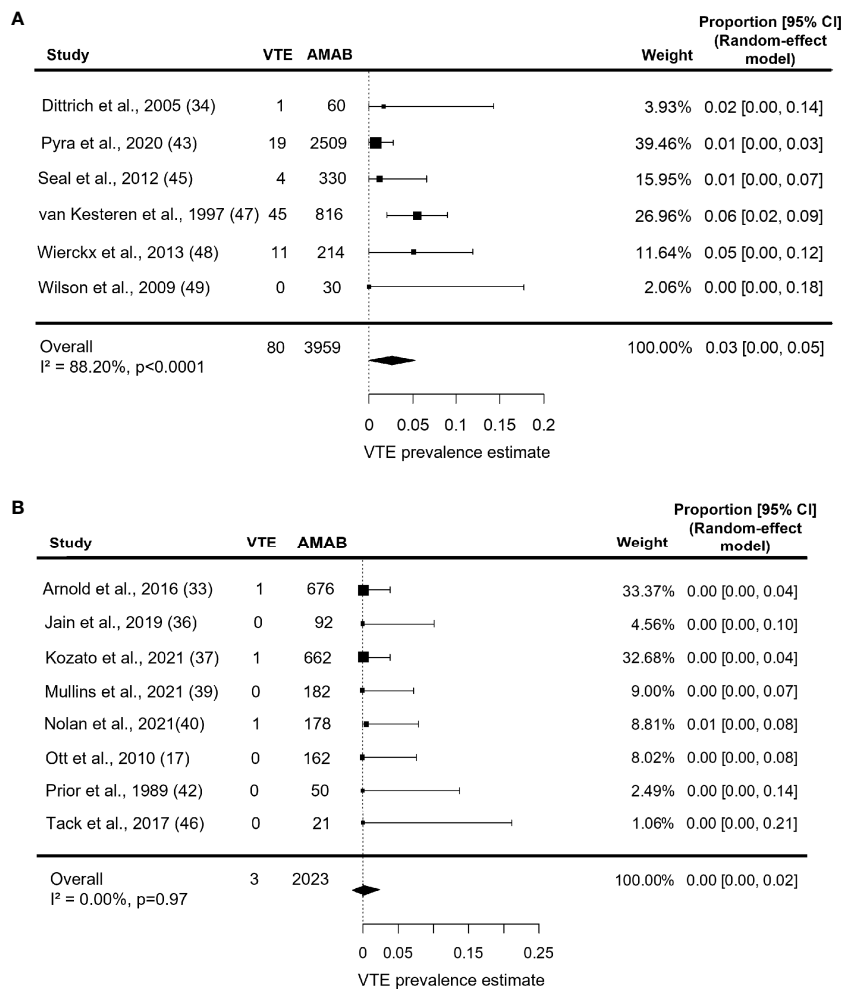 A
Proportion [95% CI]
(Random-effect
model)
Study VTE AMAB Weight
Dittrich et al., 2005 (34) 1 60 3.93% 0.02 [0.00, 0.14]
Pyra et al., 2020 (43) 19 2509 39.46% 0.01 [0.00, 0.03]
Seal et al., 2012 (45) 4 330 15.95% 0.01 [0.00, 0.07]
van Kesteren et al., 1997 (47) 45 816 26.96% 0.06 [0.02, 0.09]
Wierckx et al., 2013 (48) 11 214 11.64% 0.05 [0.00, 0.12]
Wilson et al., 2009 (49) 0 30 2.06% 0.00 [0.00, 0.18]
Overall 80 3959 100.00% 0.03 [0.00, 0.05]
I² = 88.20%, p<0.0001
0 0.05 0.1 0.15 0.2
VTE prevalence estimate
B
Proportion [95% CI]
(Random-effect
model)
Study VTE AMAB Weight
Arnold et al., 2016 (33) 1 676 33.37% 0.00 [0.00, 0.04]
Jain et al., 2019 (36) 0 92 4.56% 0.00 [0.00, 0.10]
Kozato et al., 2021 (37) 1 662 32.68% 0.00 [0.00, 0.04]
Mullins et al., 2021 (39) 0 182 9.00% 0.00 [0.00, 0.07]
Nolan et al., 2021(40) 1 178 8.81% 0.01 [0.00, 0.08]
Ott et al., 2010 (17) 0 162 8.02% 0.00 [0.00, 0.08]
Prior et al., 1989 (42) 0 50 2.49% 0.00 [0.00, 0.14]
Tack et al., 2017 (46) 0 21 1.06% 0.00 [0.00, 0.21]
Overall 3 2023 100.00% 0.00 [0.00, 0.02]
I² = 0.00%, p=0.97
0 0.05 0.15 0.25
VTE prevalence estimate